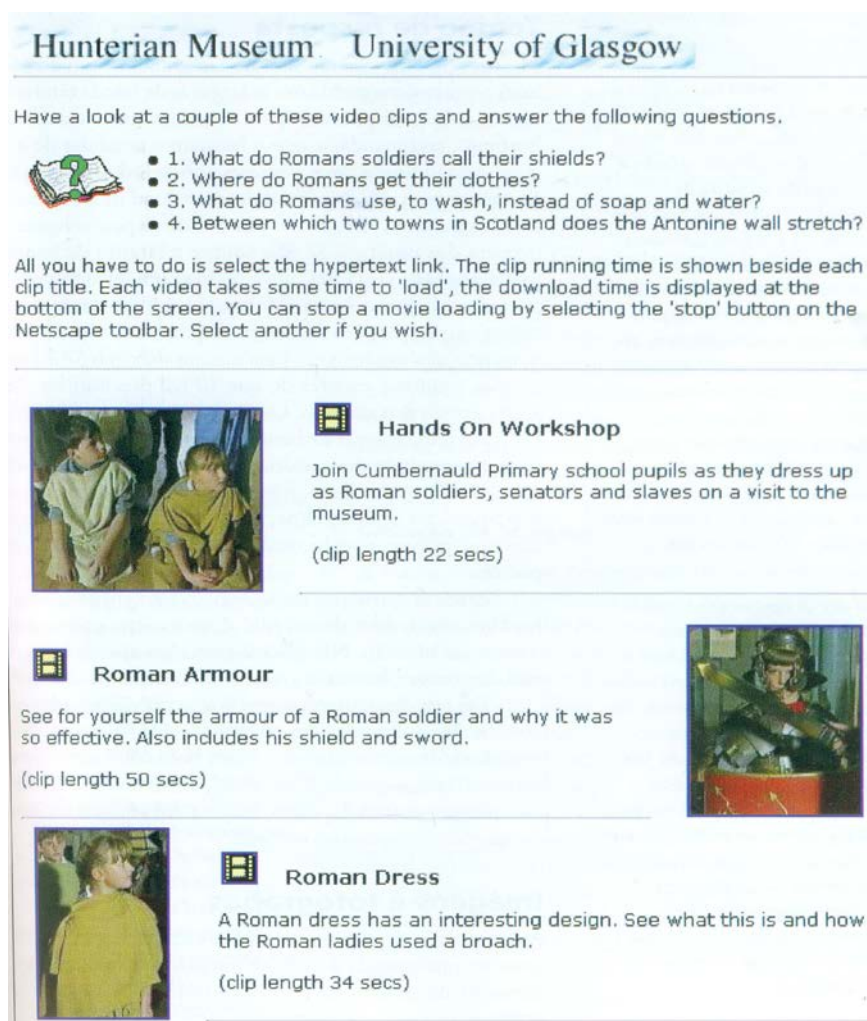 Hunterian Museum University of Glasgow
Have a look at a couple of these video clips and answer the following questions.
• 1. What do Romans soldiers call their shields?
• 2. Where do Romans get their clothes?
• 3. What do Romans use, to wash, instead of soap and water?
• 4. Between which two towns in Scotland does the Antonine wall stretch?
All you have to do is select the hypertext link. The clip running time is shown beside each
clip title. Each video takes some time to 'load', the download time is displayed at the
bottom of the screen. You can stop a movie loading by selecting the 'stop' button on the
Netscape toolbar. Select another if you wish.
Hands On Workshop
Join Cumbernauld Primary school pupils as they dress up
as Roman soldiers, senators and slaves on a visit to the
museum.
(clip length 22 secs)
Roman Armour
See for yourself the armour of a Roman soldier and why it was
so effective. Also includes his shield and sword.
(clip length 50 secs)
Roman Dress
A Roman dress has an interesting design. See what this is and how
the Roman ladies used a broach.
(clip length 34 secs)